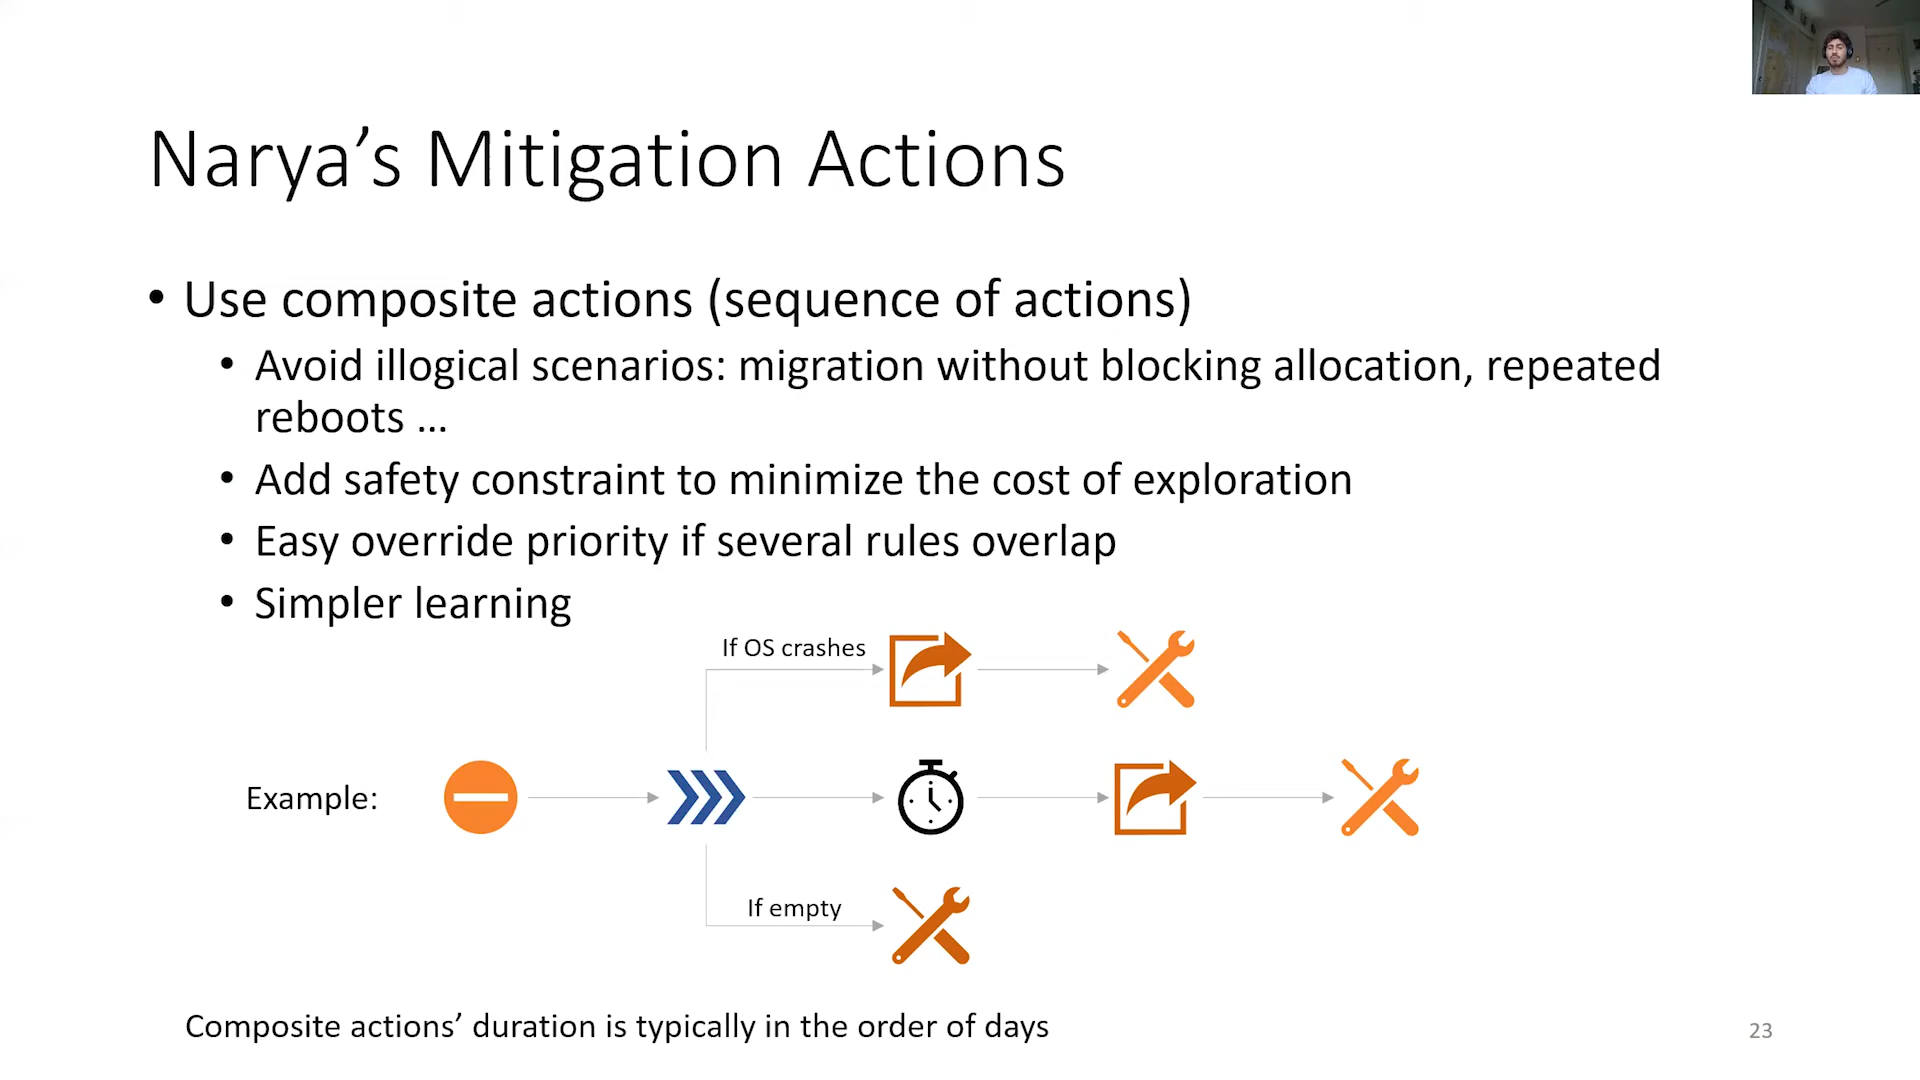 Narya’s Mitigation Actions
• Use composite actions (sequence of actions)
• Avoid illogical scenarios: migration without blocking allocation, repeated
reboots ...
• Add safety constraint to minimize the cost of exploration
• Easy override priority if several rules overlap
• Simpler learning
If OS crashes
Example:
If empty
Composite actions’ duration is typically in the order of days
23